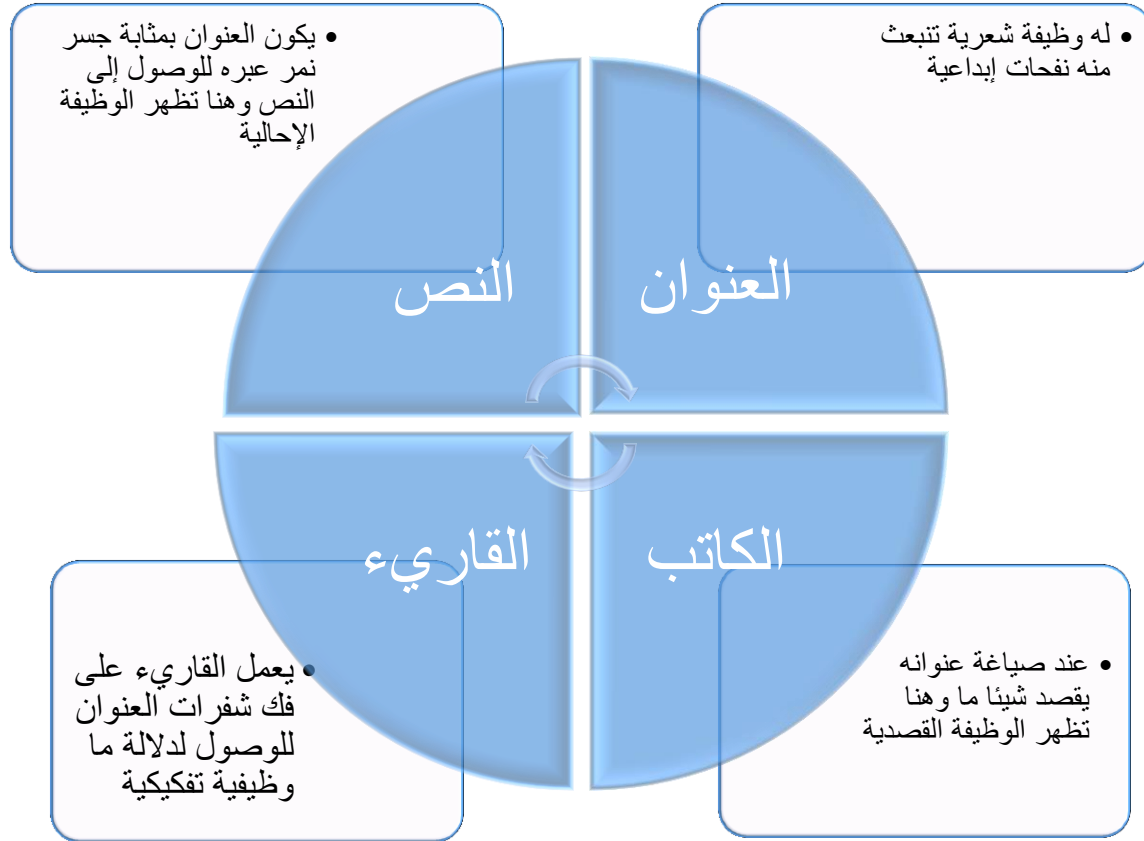 له وظيفة شعرية تنبعث
منه نفحات إبداعية
يكون العنوان بمثابة جسر
نمر عبره للوصول إلى
النص وهنا تظهر الوظيفة
الإحالية
العنوان
النص
الكاتب
القاريء
عند صياغة عنوانه
يقصد شيئا ما وهنا
تظهر الوظيفة القصدية
يعمل القاريء على
فك شفرات العنوان
للوصول لدلالة ما
وظيفية تفكيكية